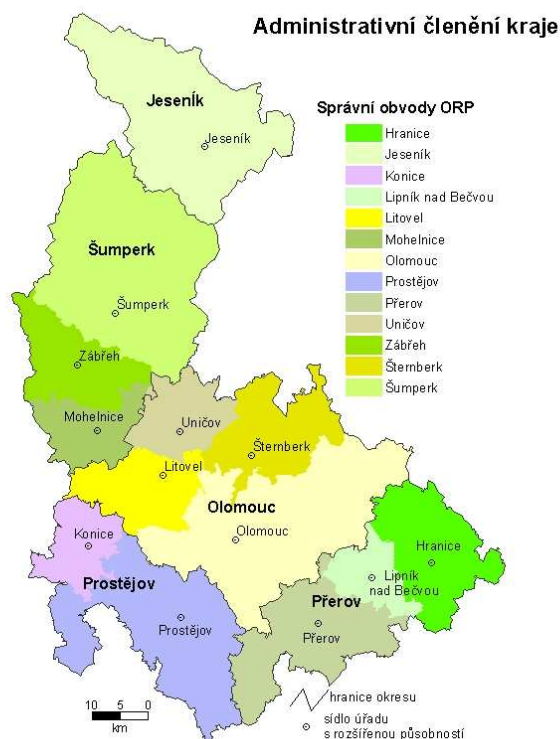 Administrativní členění kraje
Jeseník
Jeseník
Správní obvody ORP
Hranice
Jeseník
Konice
Lipník nad Bečvou
Litovel
Mohelnice
Olomouc
Prostějov
Přerov
Uničov
Zábřeh
Šternberk
Šumperk
Šumperk
Šumperk
Zábřeh
Mohelnice
Uničov
Šternberk
Litovel
Olomouc
Olomouc
Konice
Hranice
Prostějov
Lipník
nad Bečvou
Přerov
Prostějov
Přerov
10 5 0
km
hranice okresu
sídlo úřadu
s rozšířenou působností